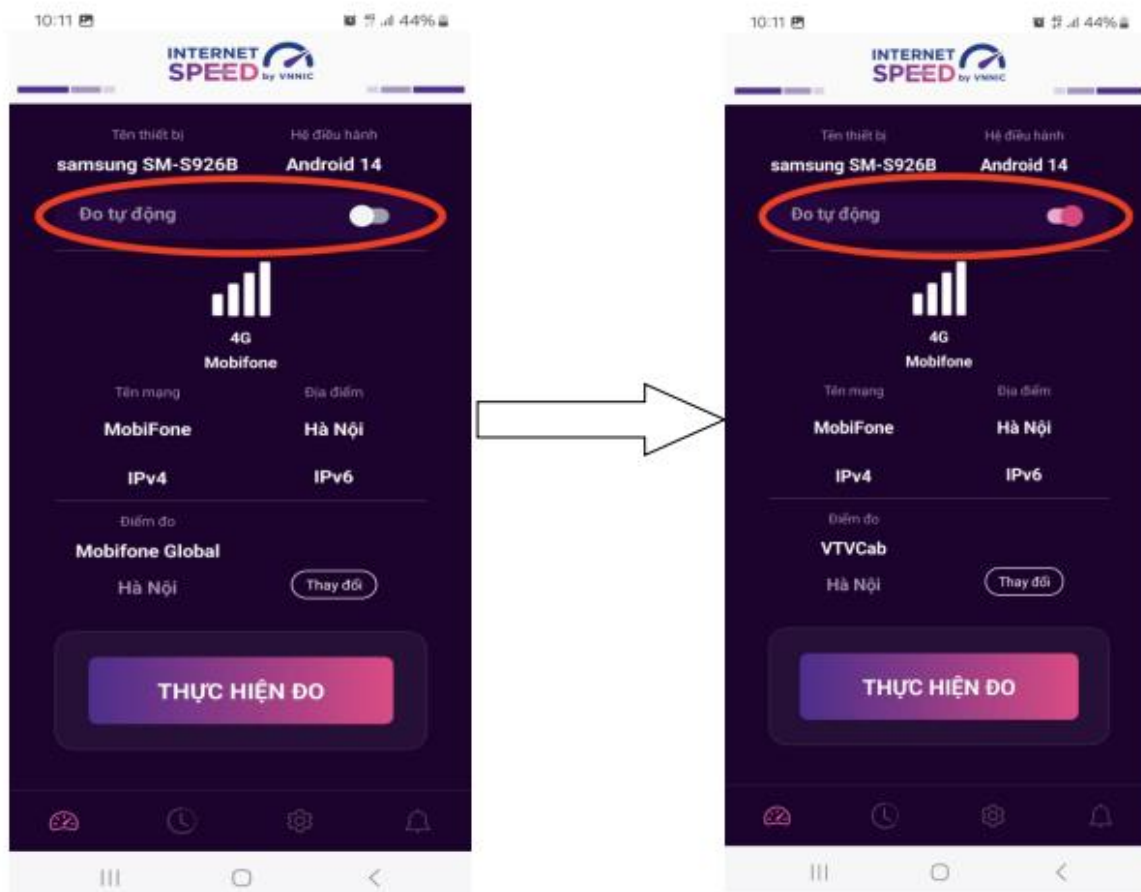 10:11 44%
INTERNET
SPEED by VNNIC
Tên thiết bị Hệ điều hành
samsung SM-S926B Android 14
Đo tự động
4G
Mobifone
Tên mạng Địa điểm
MobiFone Hà Nội
IPv4 IPv6
Điểm đo
Mobifone Global
Hà Nội Thay đổi
THỰC HIỆN ĐO
10:11 44%
INTERNET
SPEED by VNNIC
Tên thiết bị Hệ điều hành
samsung SM-S926B Android 14
Đo tự động
4G
Mobifone
Tên mạng Địa điểm
MobiFone Hà Nội
IPv4 IPv6
Điểm đo
VTVCab
Hà Nội Thay đổi
THỰC HIỆN ĐO